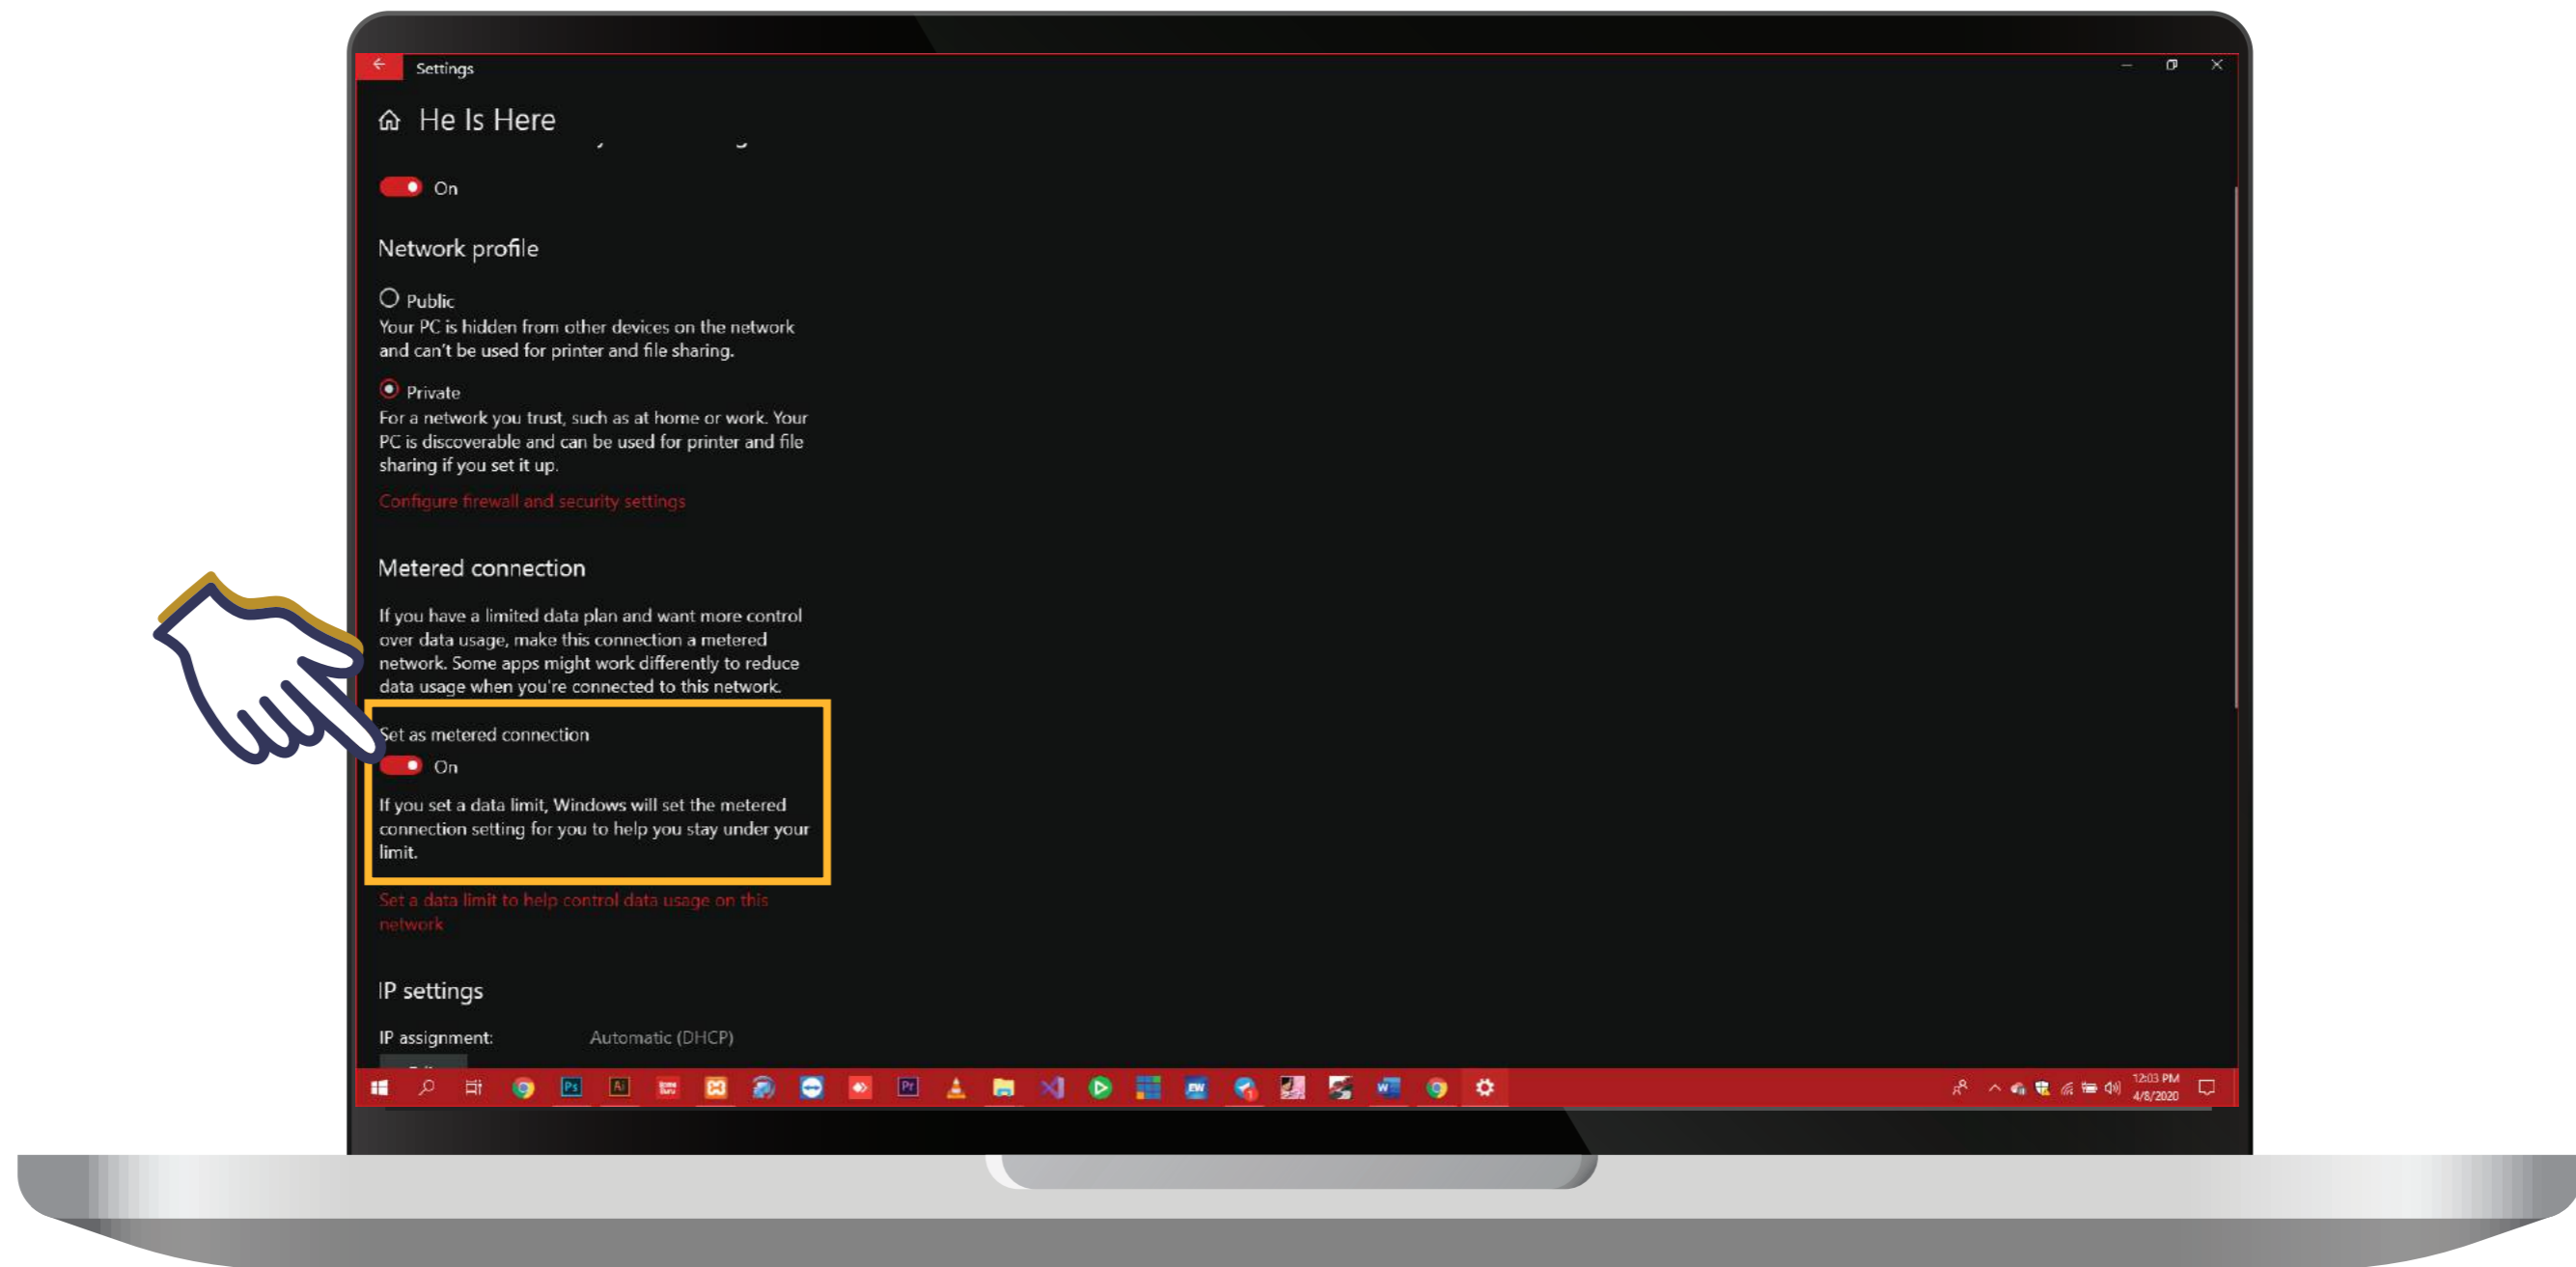 Settings
He Is Here
On
Network profile
Public
Your PC is hidden from other devices on the network
and can't be used for printer and file sharing.
Private
For a network you trust, such as at home or work. Your
PC is discoverable and can be used for printer and file
sharing if you set it up.
Configure firewall and security settings
Metered connection
If you have a limited data plan and want more control
over data usage, make this connection a metered
network. Some apps might work differently to reduce
data usage when you're connected to this network.
Set as metered connection
On
If you set a data limit, Windows will set the metered
connection setting for you to help you stay under your
limit.
Set a data limit to help control data usage on this
network
IP settings
IP assignment: Automatic (DHCP)
Ps Ai Pr EW W
12:03 PM
4/8/2020